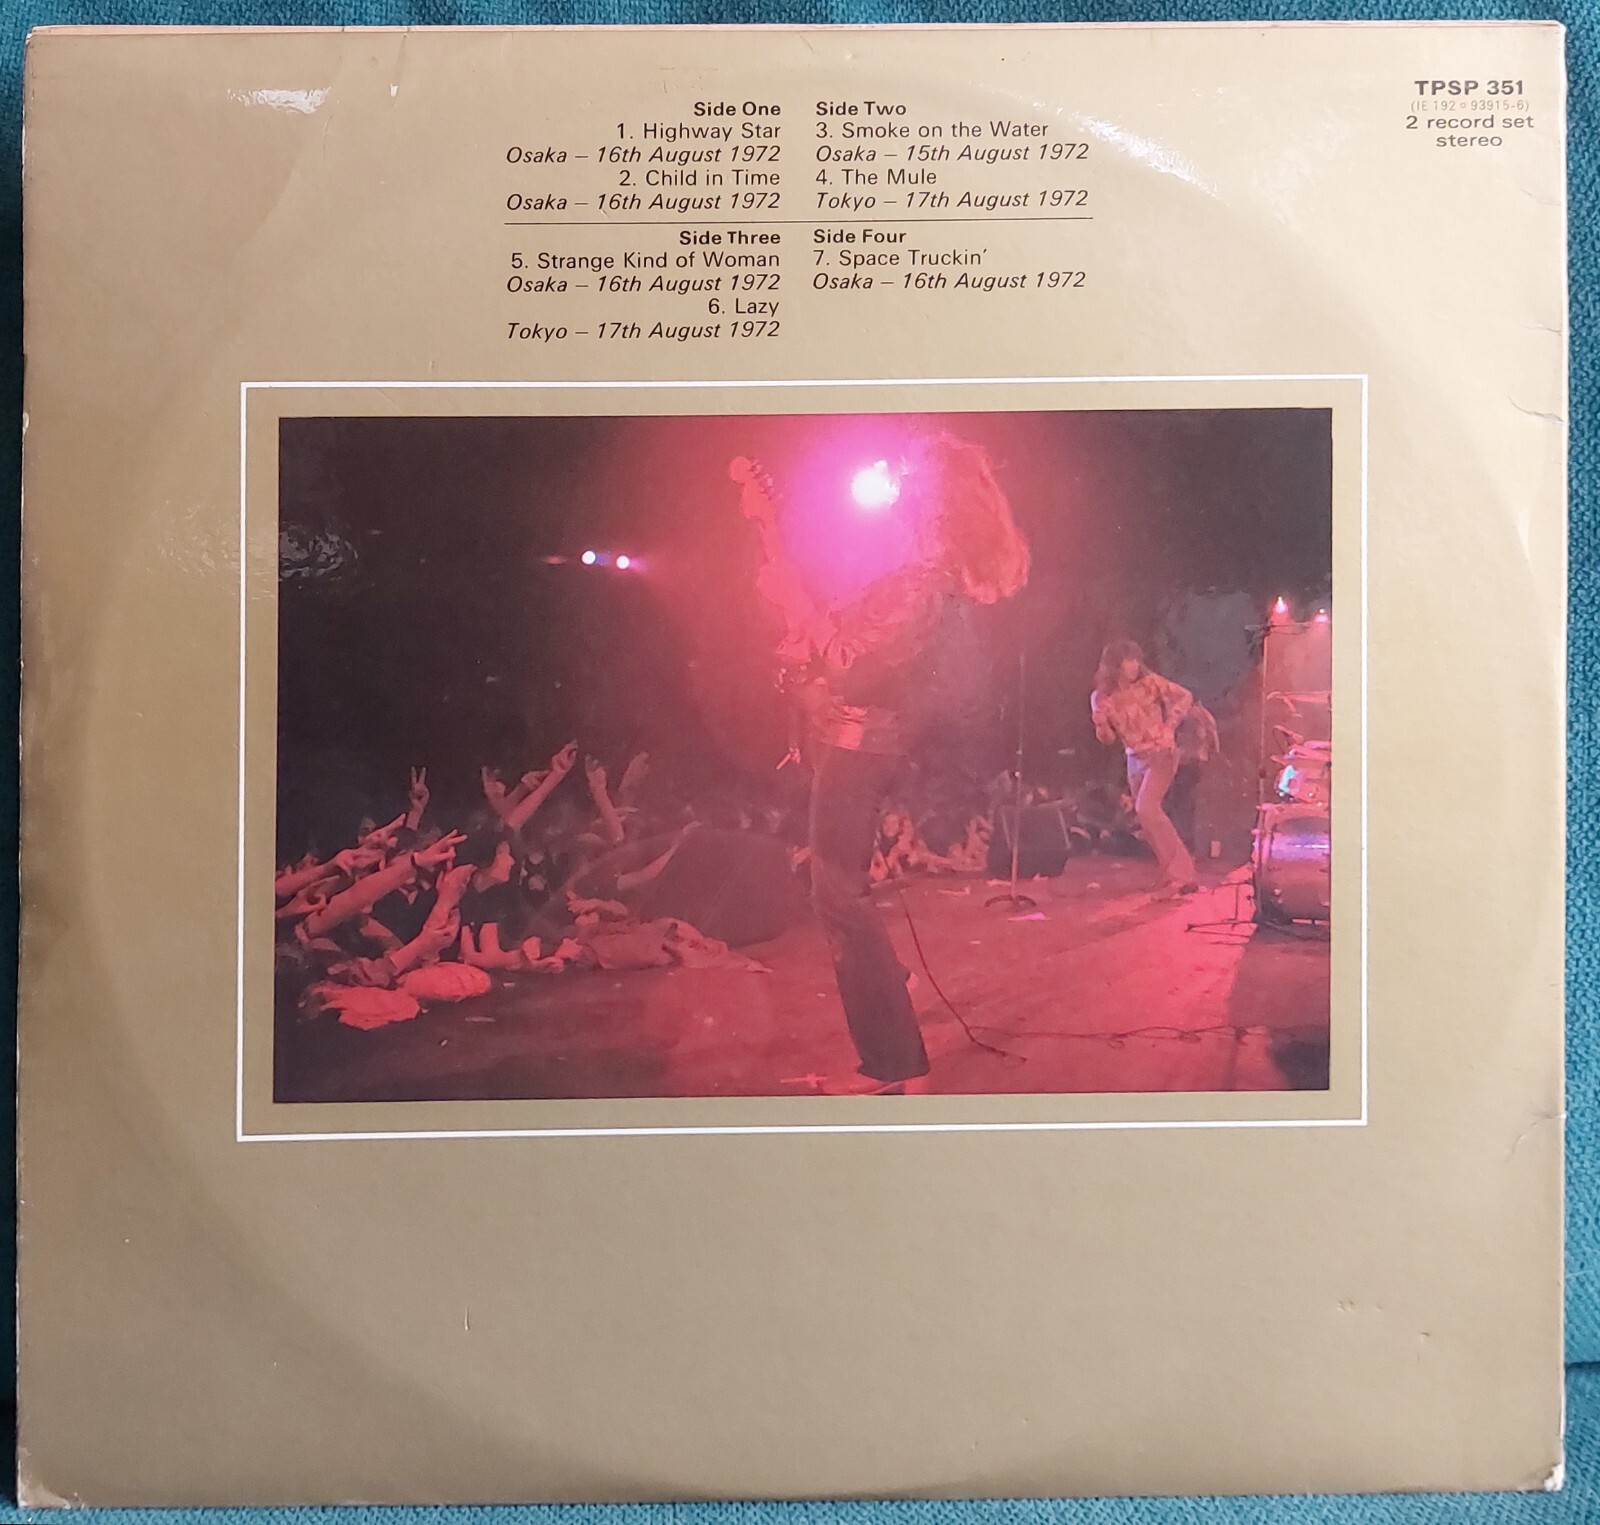 Side One
1. Highway Star
Osaka – 16th August 1972
2. Child in Time
Osaka – 16th August 1972
Side Two
3. Smoke on the Water
Osaka – 15th August 1972
4. The Mule
Tokyo – 17th August 1972
Side Three
5. Strange Kind of Woman
Osaka – 16th August 1972
6. Lazy
Tokyo – 17th August 1972
Side Four
7. Space Truckin'
Osaka – 16th August 1972
TPSP 351
(IE 192 ○ 93915-6)
2 record set
stereo